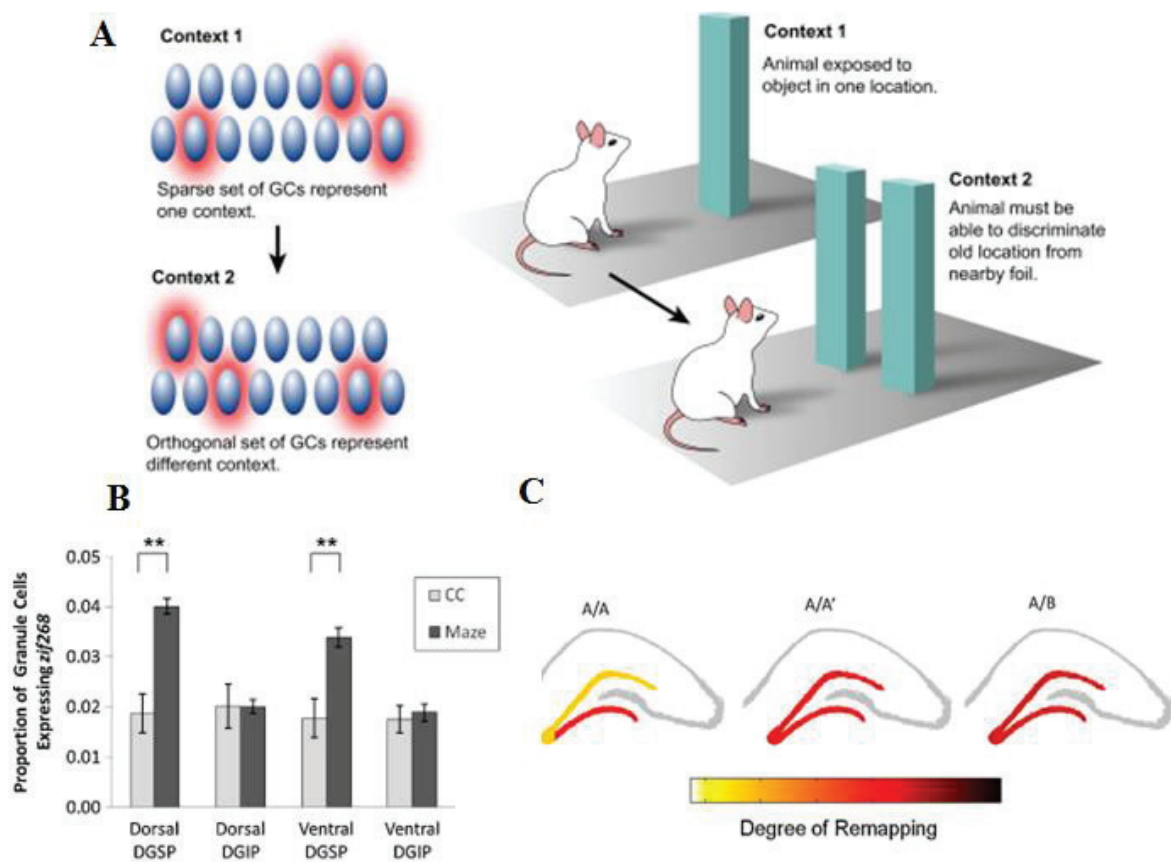 A
Context 1
Sparse set of GCs represent
one context.
Context 2
Orthogonal set of GCs represent
different context.
Context 1
Animal exposed to
object in one location.
Context 2
Animal must be
able to discriminate
old location from
nearby foil.
B
Proportion of Granule Cells
Expressing zif268
0.05
0.04
0.03
0.02
0.01
0.00
**
**
CC
Maze
Dorsal
DGSP
Dorsal
DGIP
Ventral
DGSP
Ventral
DGIP
C
A/A
A/A'
A/B
Degree of Remapping